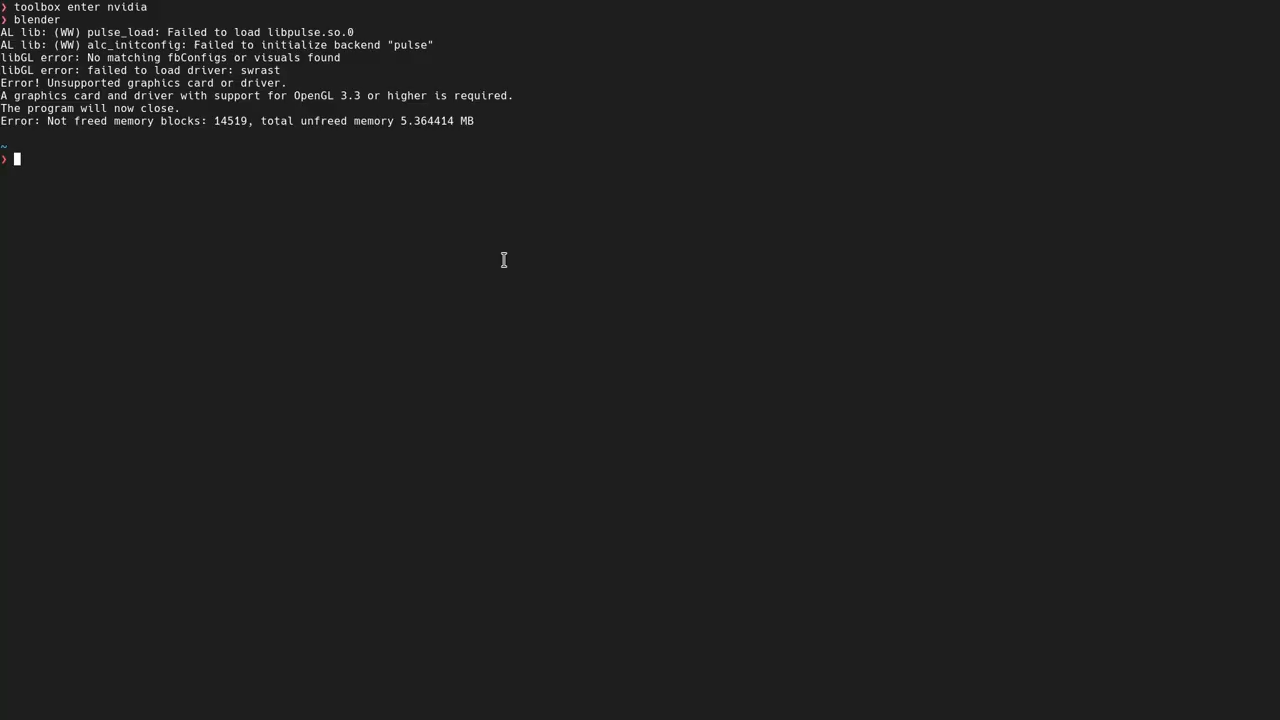 ❯ toolbox enter nvidia
❯ blender
AL lib: (WW) pulse_load: Failed to load libpulse.so.0
AL lib: (WW) alc_initconfig: Failed to initialize backend "pulse"
libGL error: No matching fbConfigs or visuals found
libGL error: failed to load driver: swrast
Error! Unsupported graphics card or driver.
A graphics card and driver with support for OpenGL 3.3 or higher is required.
The program will now close.
Error: Not freed memory blocks: 14519, total unfreed memory 5.364414 MB
~
❯